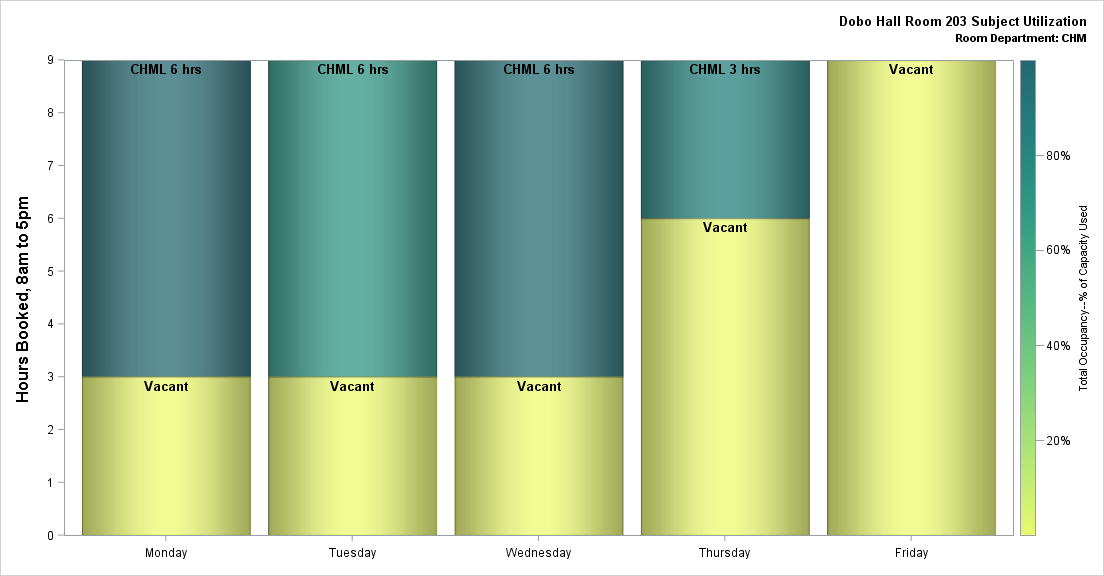 Dobo Hall Room 203 Subject Utilization
Room Department: CHM
Hours Booked, 8am to 5pm
9
8
7
6
5
4
3
2
1
0
CHML 6 hrs
Vacant
CHML 6 hrs
Vacant
CHML 6 hrs
Vacant
CHML 3 hrs
Vacant
Vacant
Monday
Tuesday
Wednesday
Thursday
Friday
80%
60%
40%
20%
Total Occupancy--% of Capacity Used